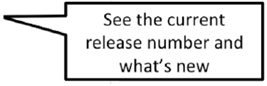 See the current
release number and
what's new